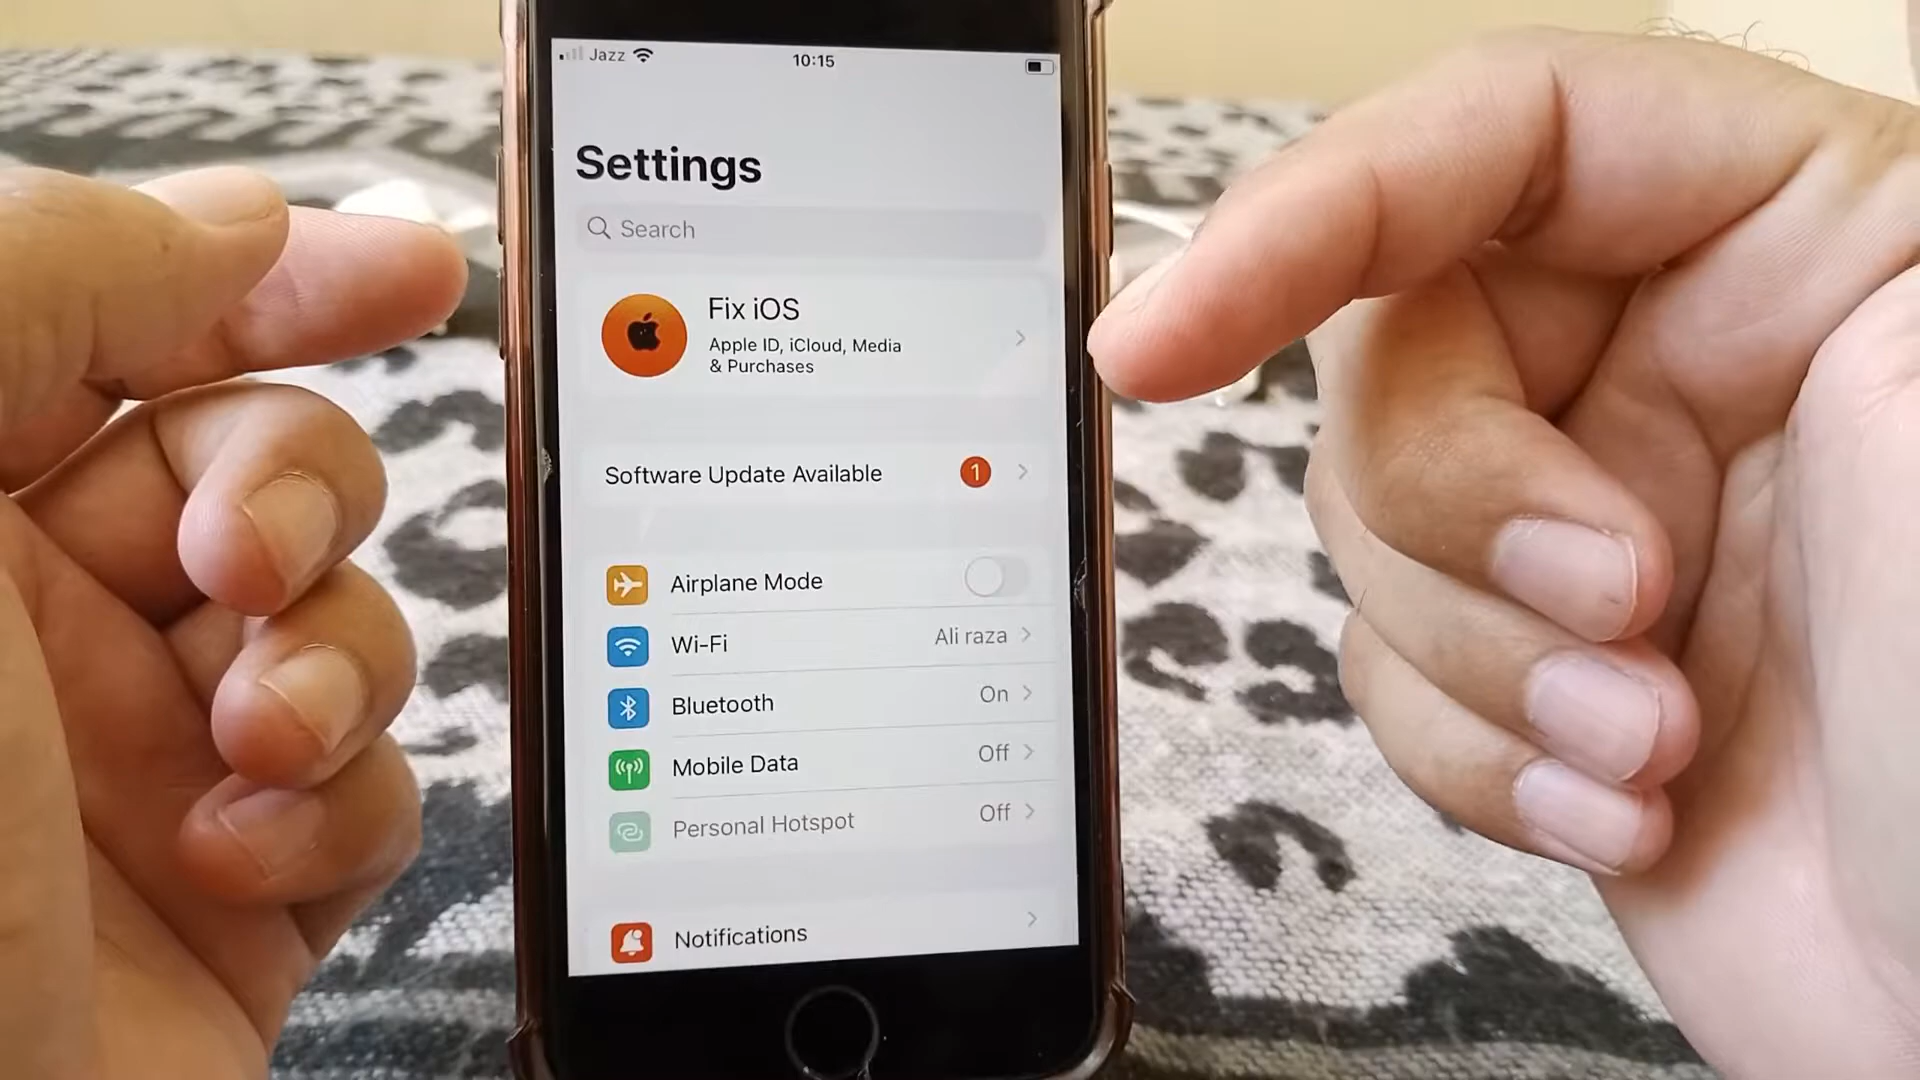 Jazz
10:15
Settings
Search
Fix iOS
Apple ID, iCloud, Media
& Purchases
Software Update Available 1
Airplane Mode
Wi-Fi Ali raza
Bluetooth On
Mobile Data Off
Personal Hotspot Off
Notifications